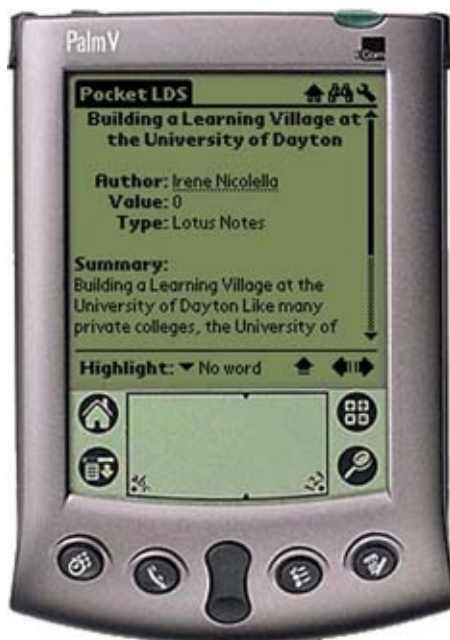 PalmV
3Com
Pocket LDS
Building a Learning Village at
the University of Dayton
Author: Irene Nicolella
Value: 0
Type: Lotus Notes
Summary:
Building a Learning Village at the
University of Dayton Like many
private colleges, the University of
Highlight: No word